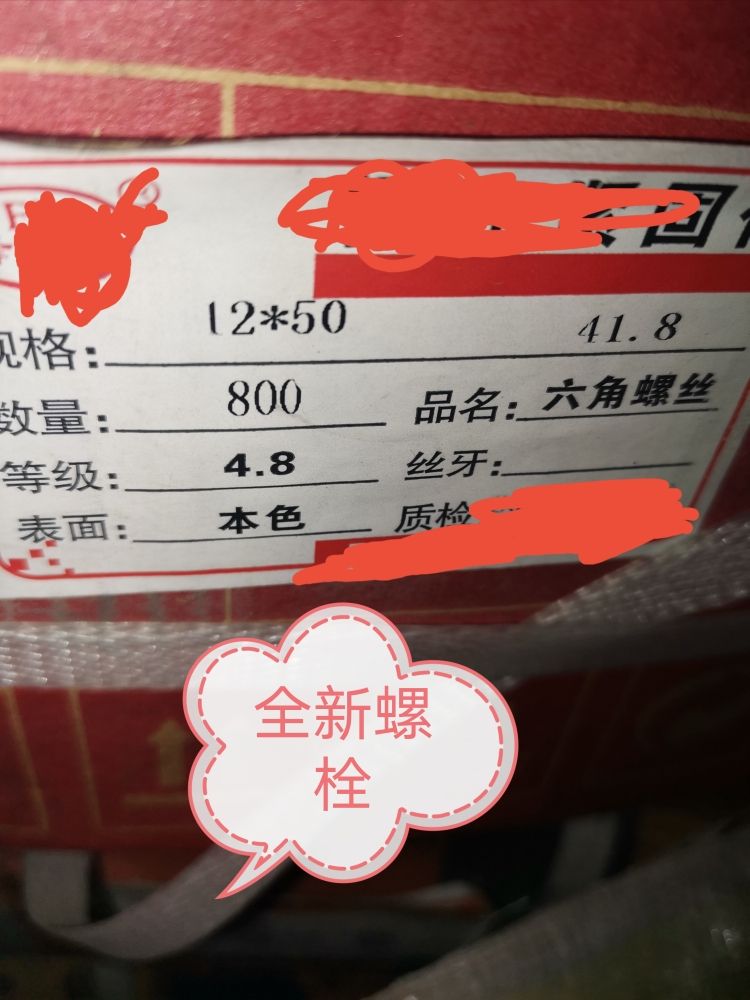 固
12*50 41.8
规格:
800
数量: 品名: 六角螺丝
等级: 4.8 丝牙:
表面: 本色 质检
全新螺
栓